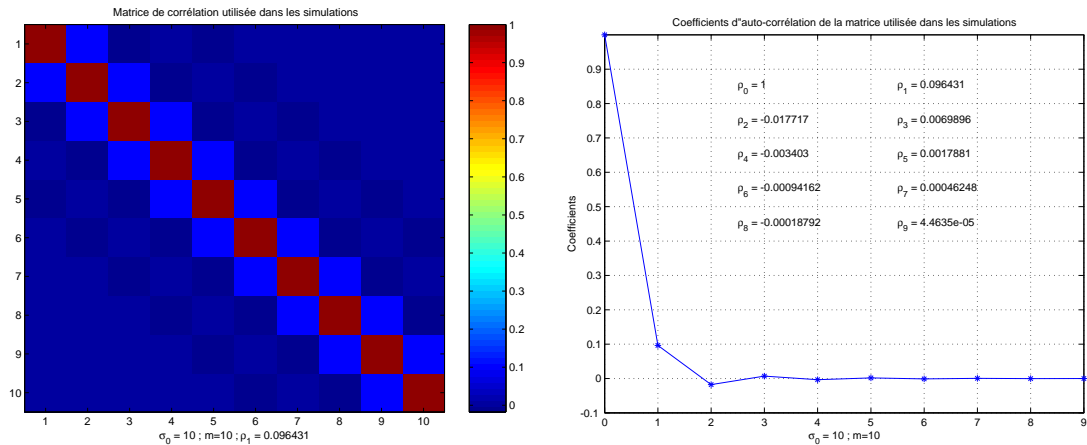 Matrice de corrélation utilisée dans les simulations
1
2
3
4
5
6
7
8
9
10
1 2 3 4 5 6 7 8 9 10
σ0 = 10 ; m=10 ; ρ1 = 0.096431
1
0.9
0.8
0.7
0.6
0.5
0.4
0.3
0.2
0.1
0
Coefficients d"auto-corrélation de la matrice utilisée dans les simulations
Coefficients
0.9
0.8
0.7
0.6
0.5
0.4
0.3
0.2
0.1
0
-0.1
ρ0 = 1 ρ1 = 0.096431
ρ2 = -0.017717 ρ3 = 0.0069896
ρ4 = -0.003403 ρ5 = 0.0017881
ρ6 = -0.00094162 ρ7 = 0.00046248
ρ8 = -0.00018792 ρ9 = 4.4635e-05
0 1 2 3 4 5 6 7 8 9
σ0 = 10 ; m=10